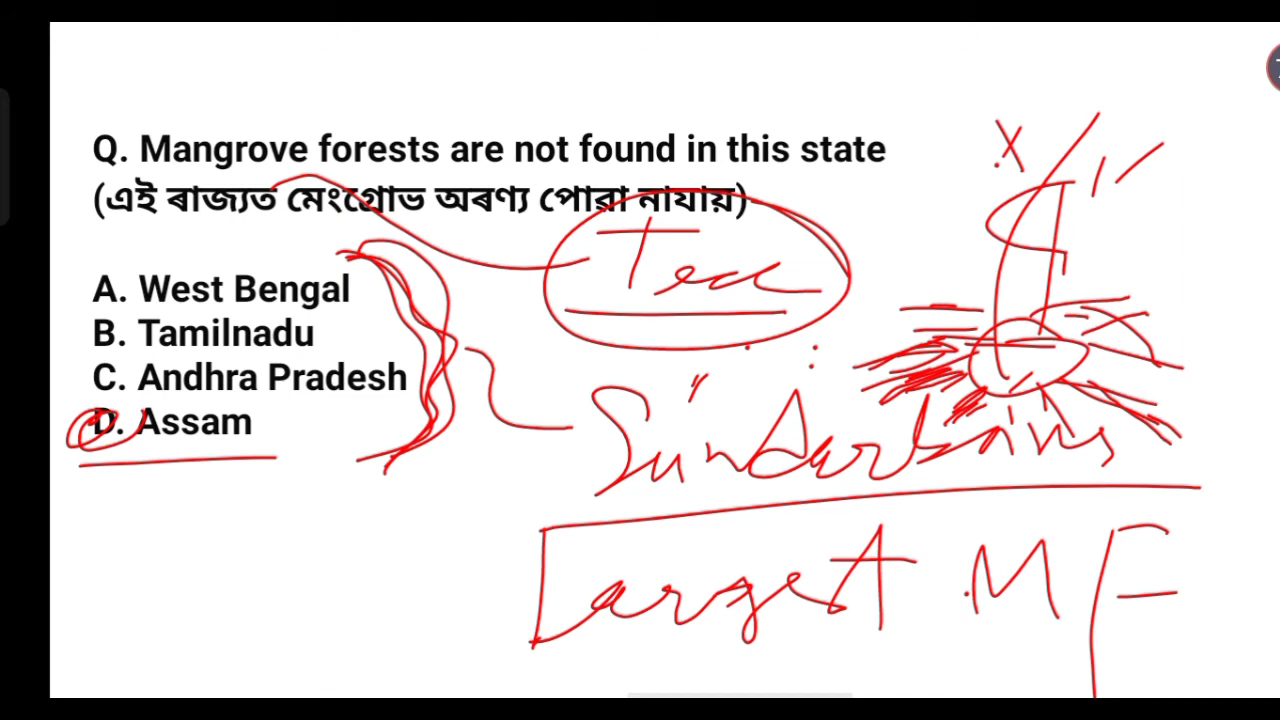 Q. Mangrove forests are not found in this state
(এই ৰাজ্যত মেংগ্ৰোভ অৰণ্য পোৱা নাযায়)
Tea
A. West Bengal
B. Tamilnadu
C. Andhra Pradesh
D. Assam
Sundarbans
Largest M F